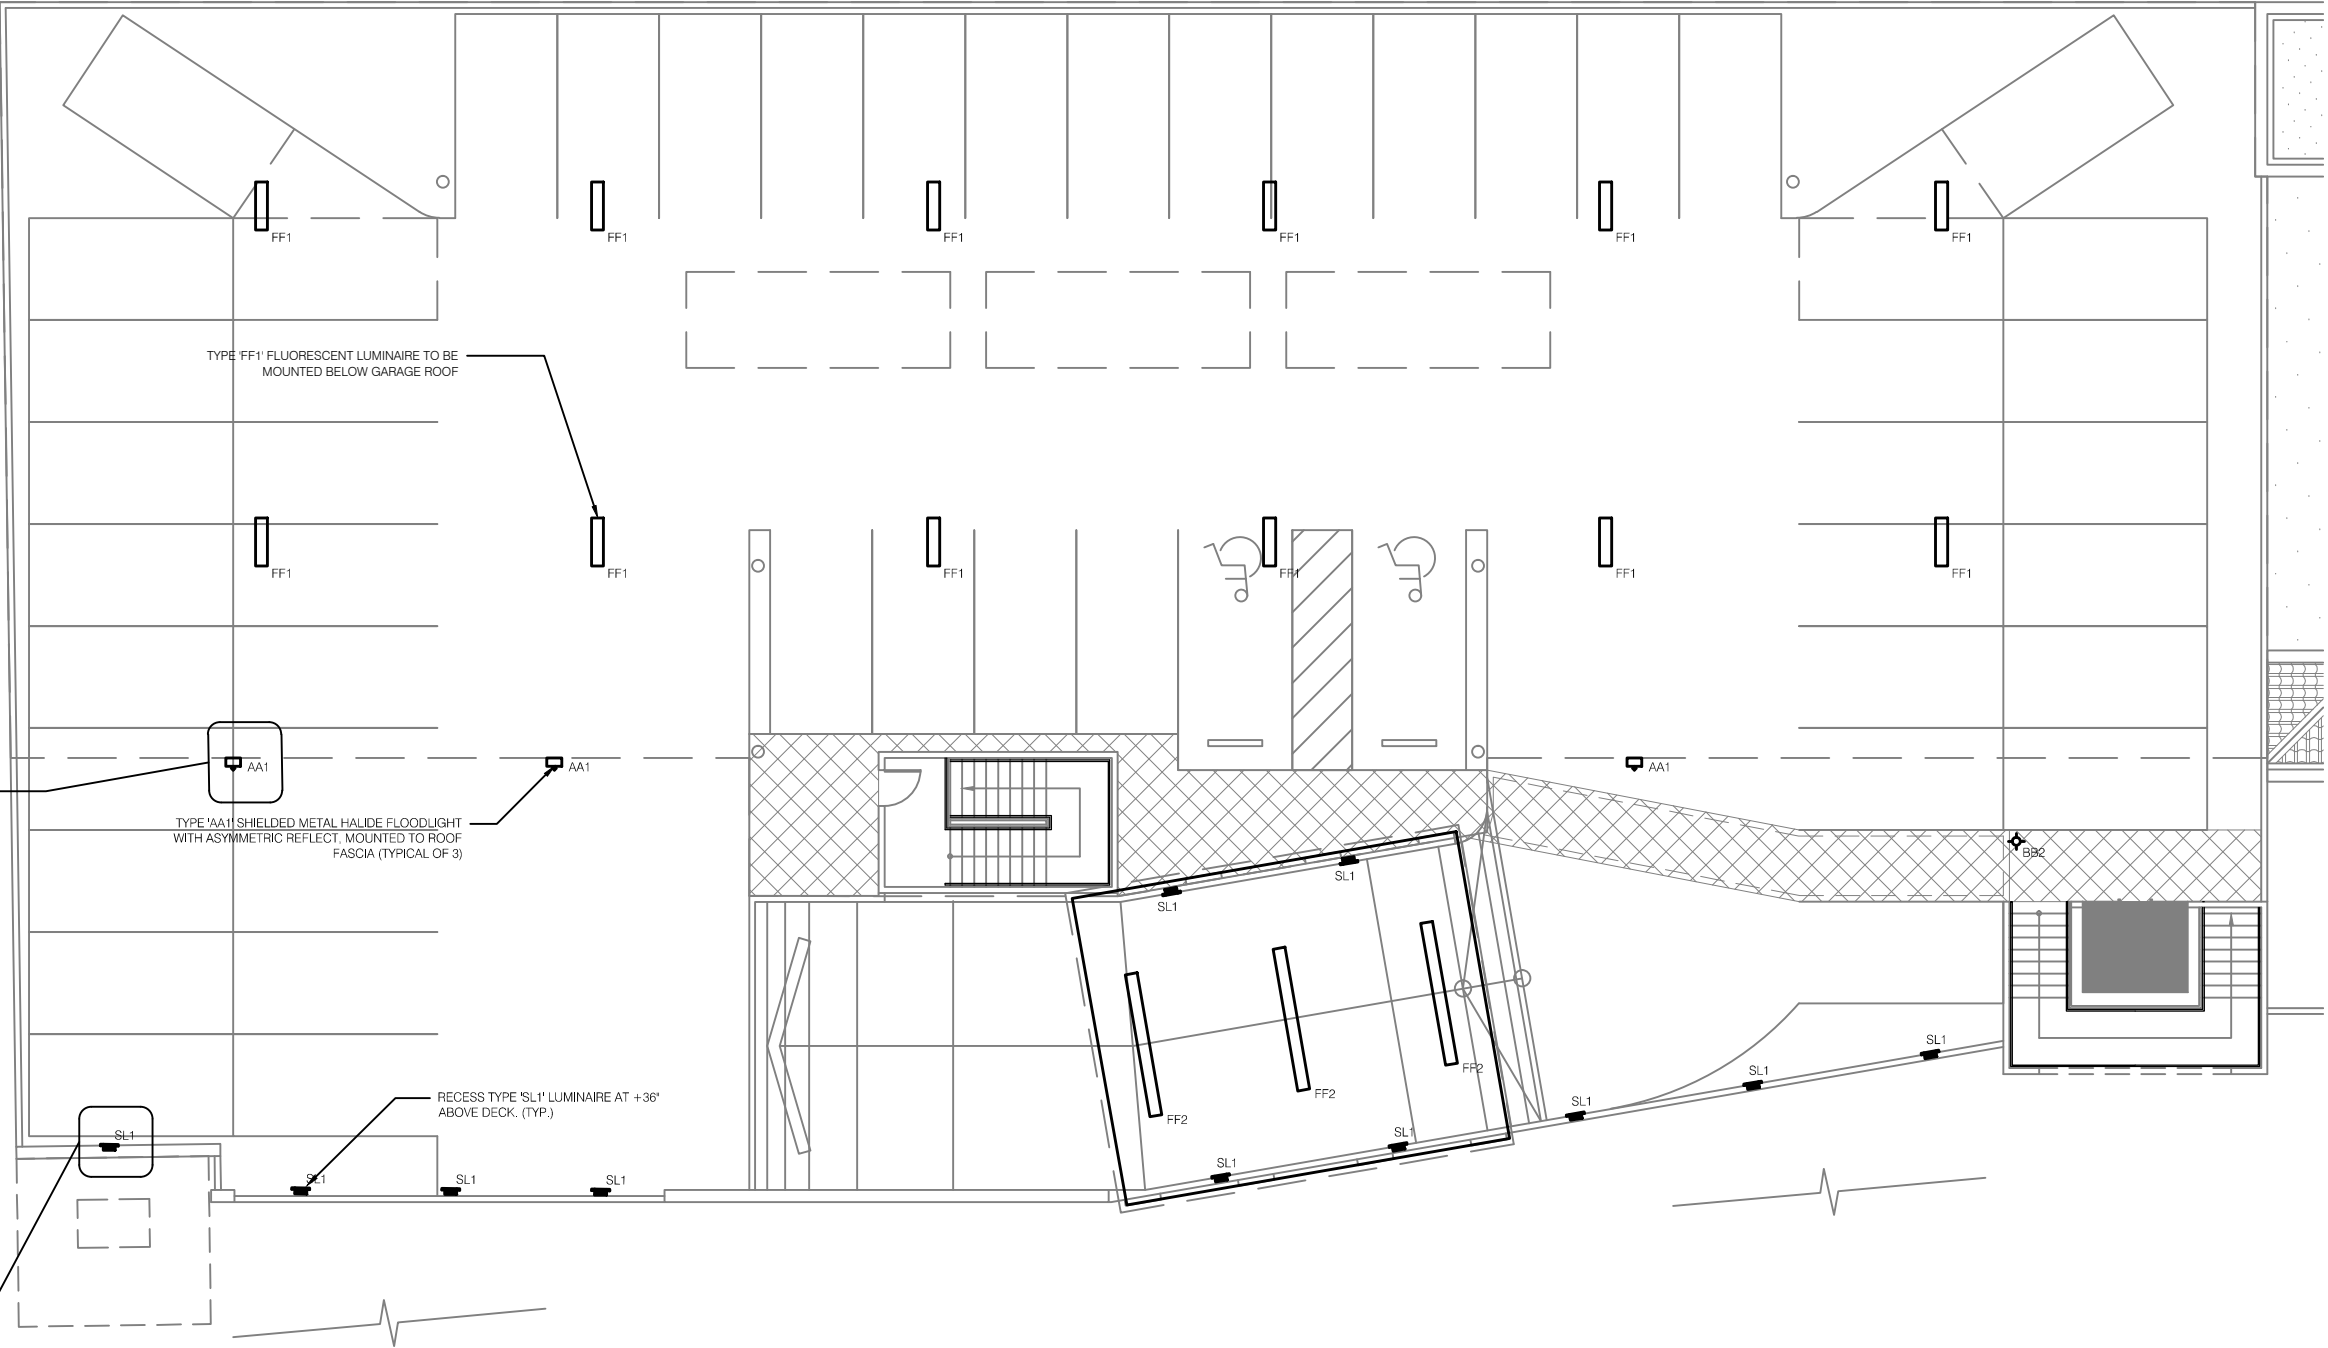 FF1
FF1
FF1
FF1
FF1
FF1
TYPE 'FF1' FLUORESCENT LUMINAIRE TO BE
MOUNTED BELOW GARAGE ROOF
FF1
FF1
FF1
FF1
FF1
FF1
AA1
AA1
AA1
TYPE 'AA1' SHIELDED METAL HALIDE FLOODLIGHT
WITH ASYMMETRIC REFLECT, MOUNTED TO ROOF
FASCIA (TYPICAL OF 3)
BB2
SL1
SL1
SL1
SL1
FF2
FF2
FF2
RECESS TYPE 'SL1' LUMINAIRE AT +36"
ABOVE DECK. (TYP.)
SL1
SL1
SL1
SL1
SL1
SL1
SL1